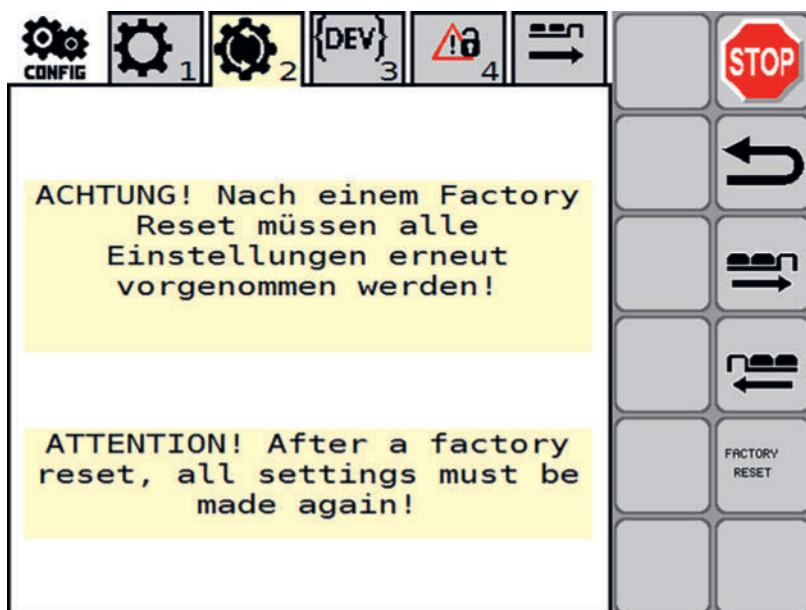 CONFIG
1
2
{DEV}
3
4
STOP
ACHTUNG! Nach einem Factory
Reset müssen alle
Einstellungen erneut
vorgenommen werden!
ATTENTION! After a factory
reset, all settings must be
made again!
FACTORY
RESET